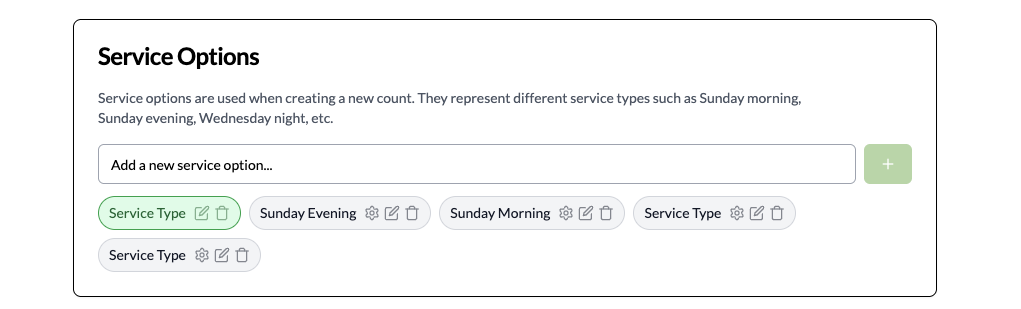 Service Options
Service options are used when creating a new count. They represent different service types such as Sunday morning,
Sunday evening, Wednesday night, etc.
Add a new service option...
+
Service Type Sunday Evening Sunday Morning Service Type
Service Type